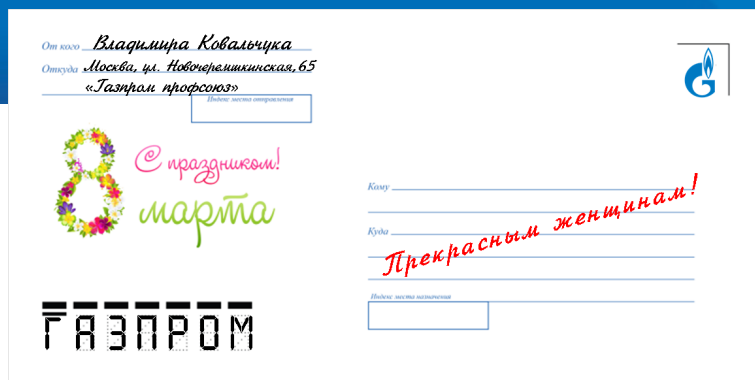 От кого Владимира Ковальчука
Откуда Москва, ул. Новочеремшкинская, 65
«Газпром профсоюз»
Индекс места отправления
С праздником!
8 марта
Кому
Куда
Прекрасным женщинам!
Индекс места назначения
ГАЗПРОМ